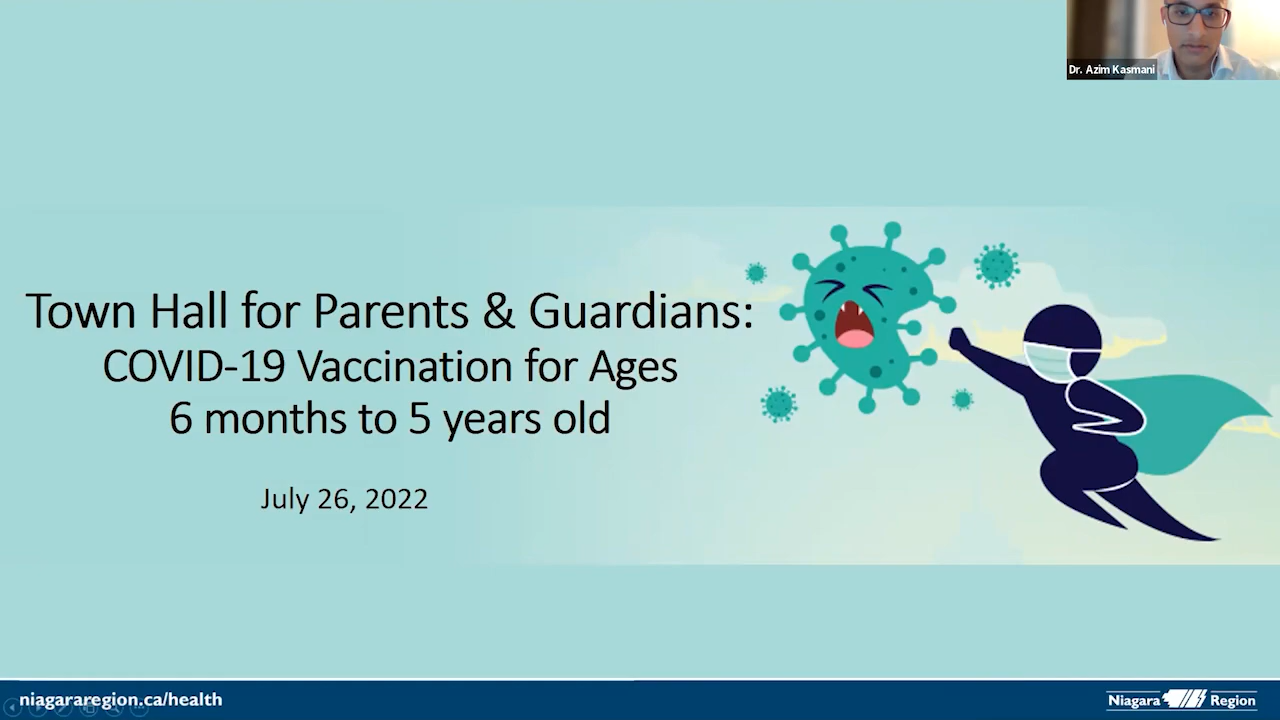 Dr. Azim Kasmani
Town Hall for Parents & Guardians:
COVID-19 Vaccination for Ages
6 months to 5 years old
July 26, 2022
niagararegion.ca/health
Niagara Region